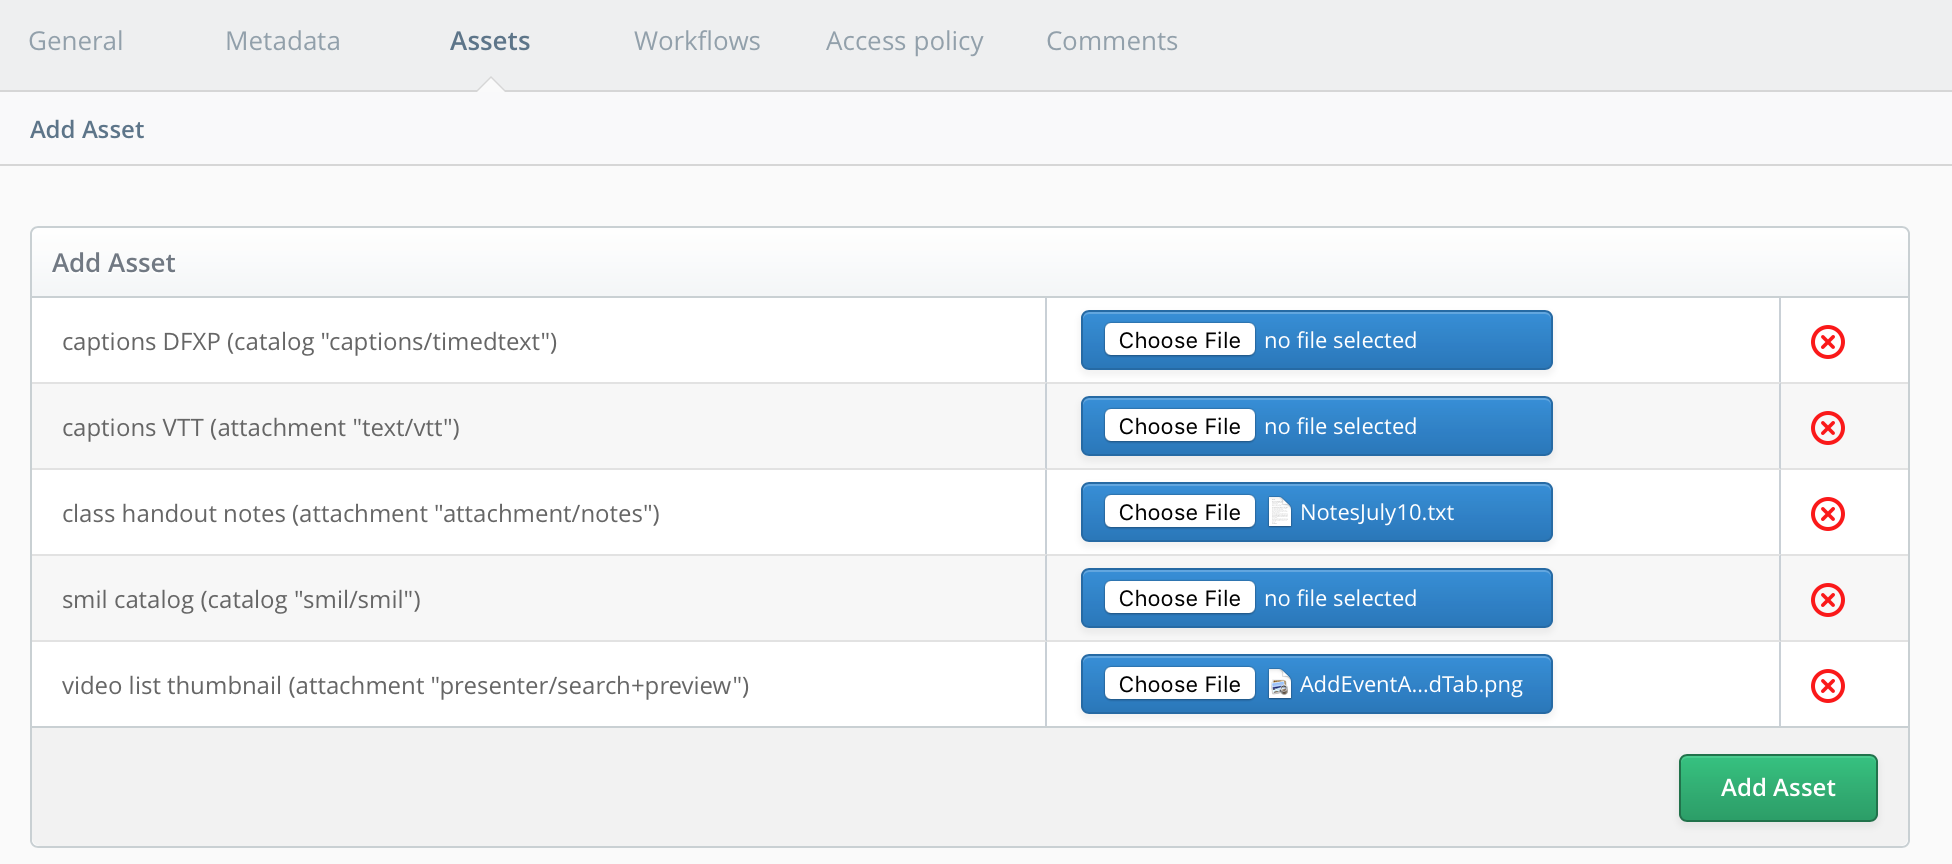 General Metadata Assets Workflows Access policy Comments
Add Asset
Add Asset
captions DFXP (catalog "captions/timedtext") Choose File no file selected
captions VTT (attachment "text/vtt") Choose File no file selected
class handout notes (attachment "attachment/notes") Choose File NotesJuly10.txt
smil catalog (catalog "smil/smil") Choose File no file selected
video list thumbnail (attachment "presenter/search+preview") Choose File AddEventA...dTab.png
Add Asset